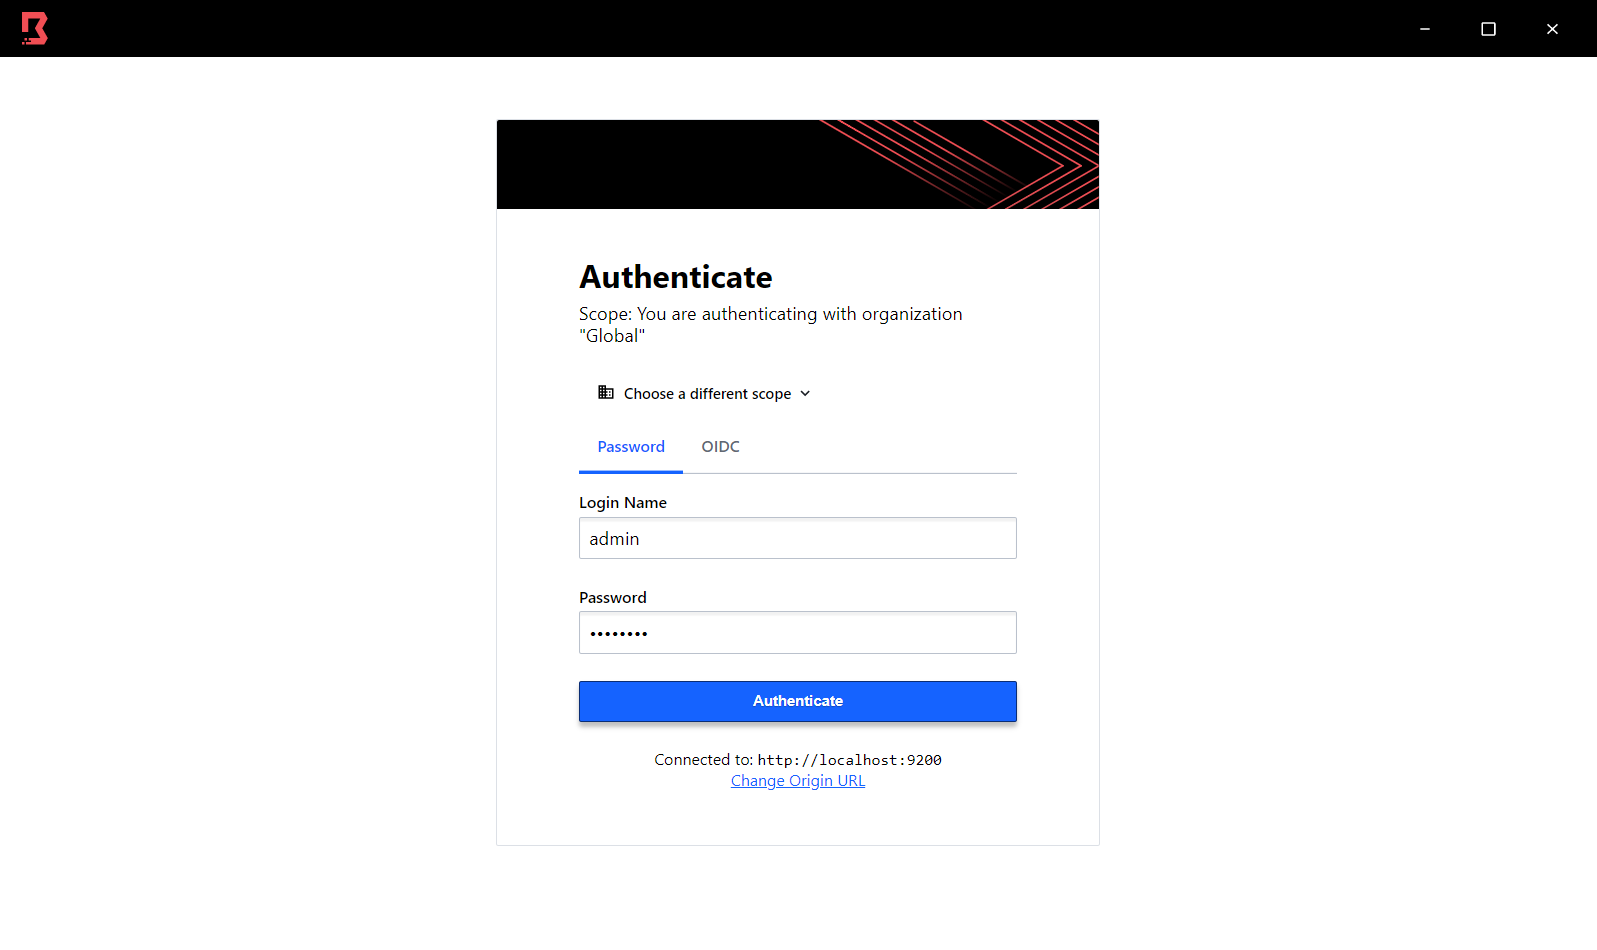 Authenticate
Scope: You are authenticating with organization
"Global"
Choose a different scope
Password OIDC
Login Name
admin
Password
••••••••
Authenticate
Connected to: http://localhost:9200
Change Origin URL